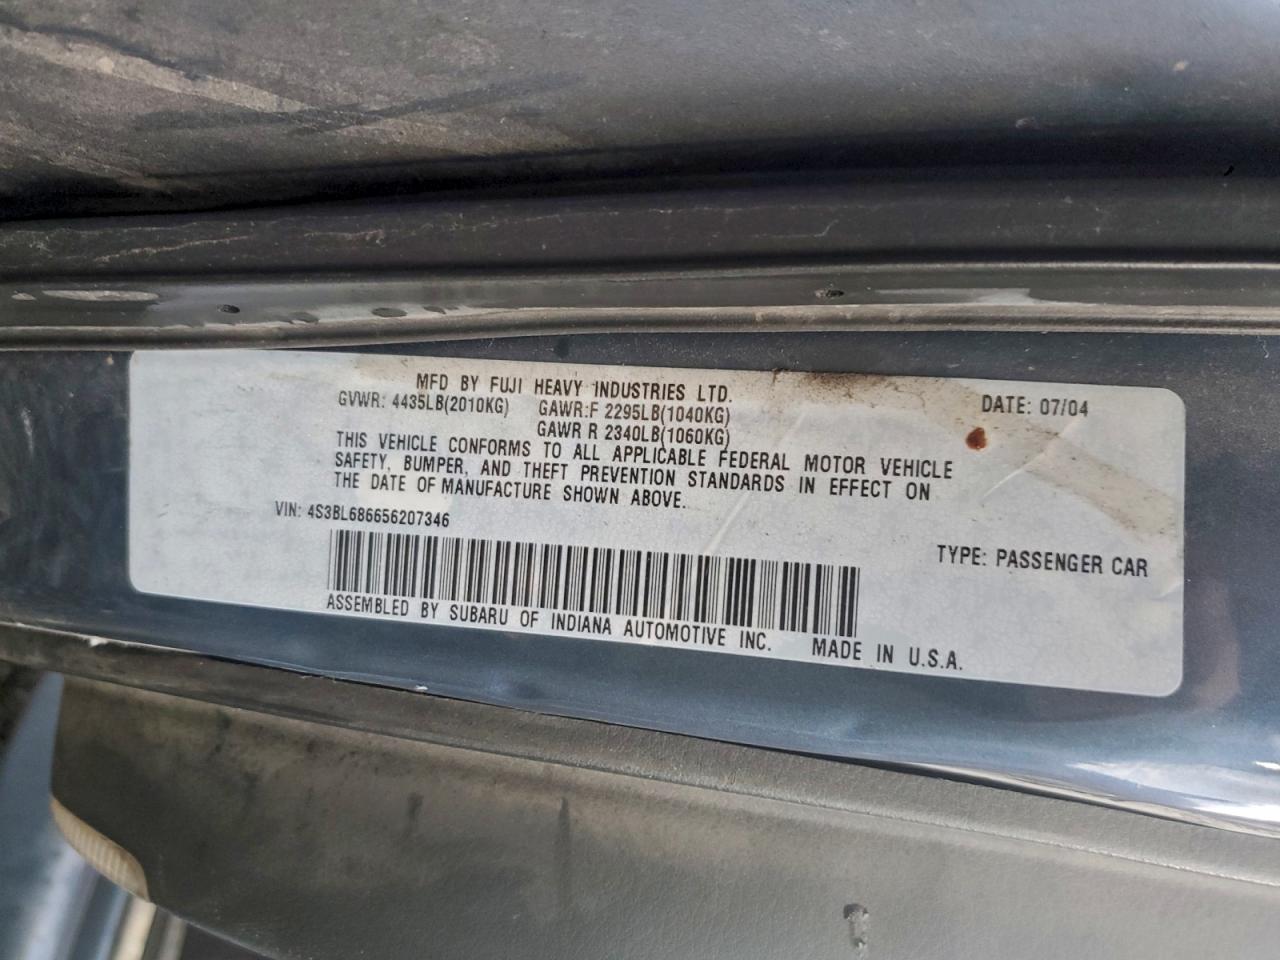 MFD BY FUJI HEAVY INDUSTRIES LTD.
GVWR: 4435LB(2010KG) GAWR:F 2295LB(1040KG) DATE: 07/04
GAWR R 2340LB(1060KG)
THIS VEHICLE CONFORMS TO ALL APPLICABLE FEDERAL MOTOR VEHICLE
SAFETY, BUMPER, AND THEFT PREVENTION STANDARDS IN EFFECT ON
THE DATE OF MANUFACTURE SHOWN ABOVE.
VIN: 4S3BL686656207346
TYPE: PASSENGER CAR
ASSEMBLED BY SUBARU OF INDIANA AUTOMOTIVE INC. MADE IN U.S.A.